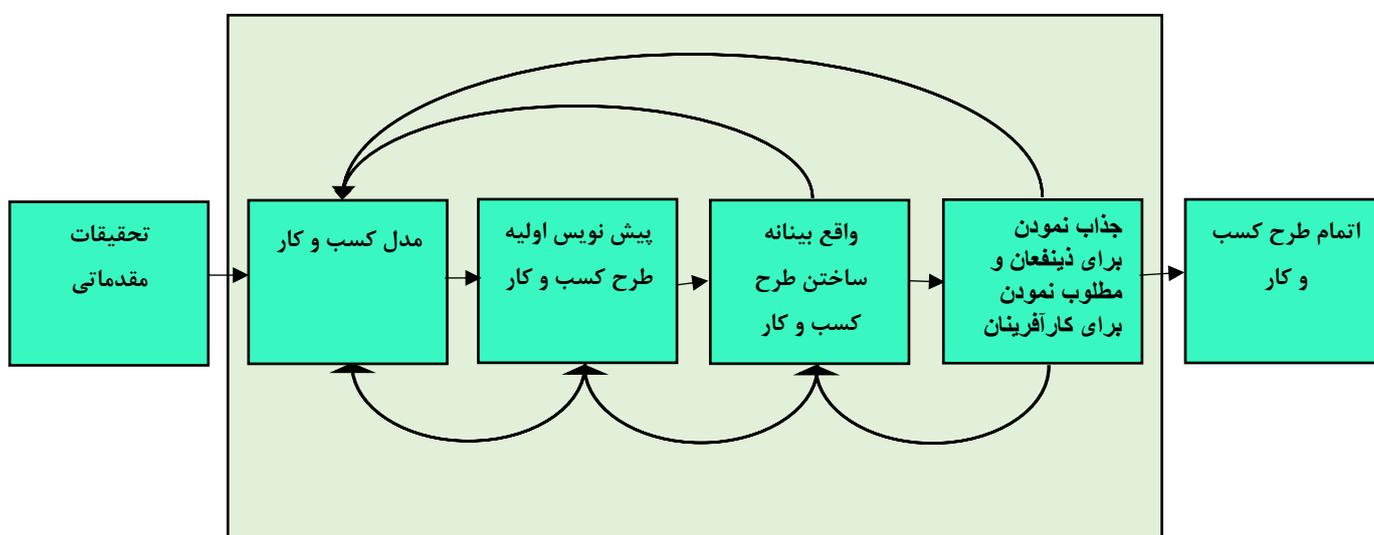 تحقیقات
مقدماتی
مدل کسب و کار
پیش نویس اولیه
طرح کسب و کار
واقع بینانه
ساختن طرح
کسب و کار
جذاب نمودن
برای ذینفعان و
مطلوب نمودن
برای کارآفرینان
اتمام طرح کسب
و کار